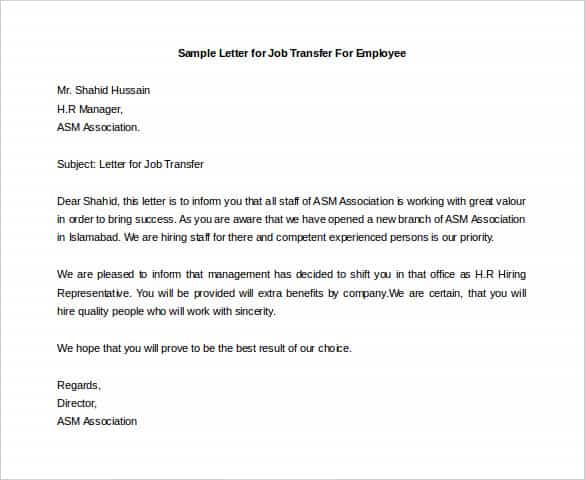 Sample Letter for Job Transfer For Employee
Mr. Shahid Hussain
H.R Manager,
ASM Association.
Subject: Letter for Job Transfer
Dear Shahid, this letter is to inform you that all staff of ASM Association is working with great valour
in order to bring success. As you are aware that we have opened a new branch of ASM Association
in Islamabad. We are hiring staff for there and competent experienced persons is our priority.
We are pleased to inform that management has decided to shift you in that office as H.R Hiring
Representative. You will be provided will extra benefits by company.We are certain, that you will
hire quality people who will work with sincerity.
We hope that you will prove to be the best result of our choice.
Regards,
Director,
ASM Association